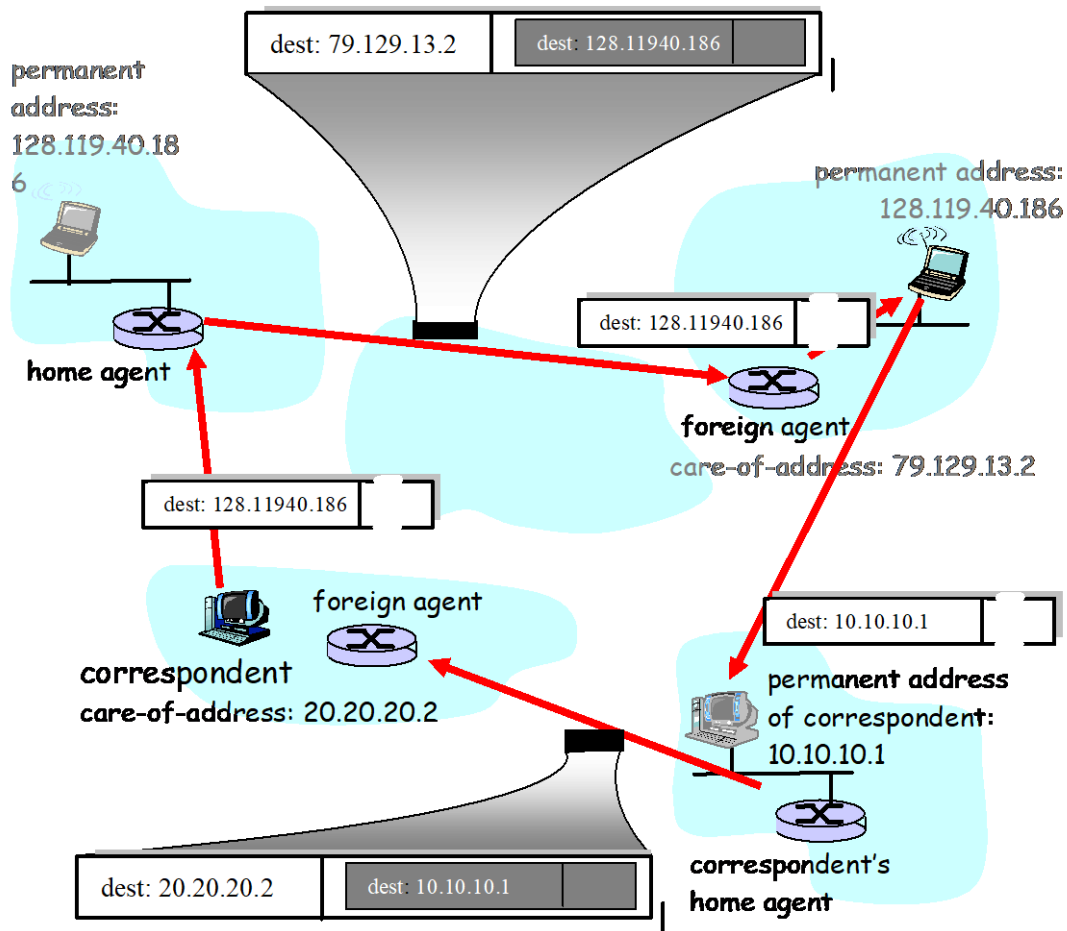 dest: 79.129.13.2
dest: 128.11940.186
permanent
address:
128.119.40.18
6
permanent address:
128.119.40.186
dest: 128.11940.186
home agent
foreign agent
care-of-address: 79.129.13.2
dest: 128.11940.186
foreign agent
correspondent
care-of-address: 20.20.20.2
dest: 10.10.10.1
permanent address
of correspondent:
10.10.10.1
correspondent's
home agent
dest: 20.20.20.2
dest: 10.10.10.1